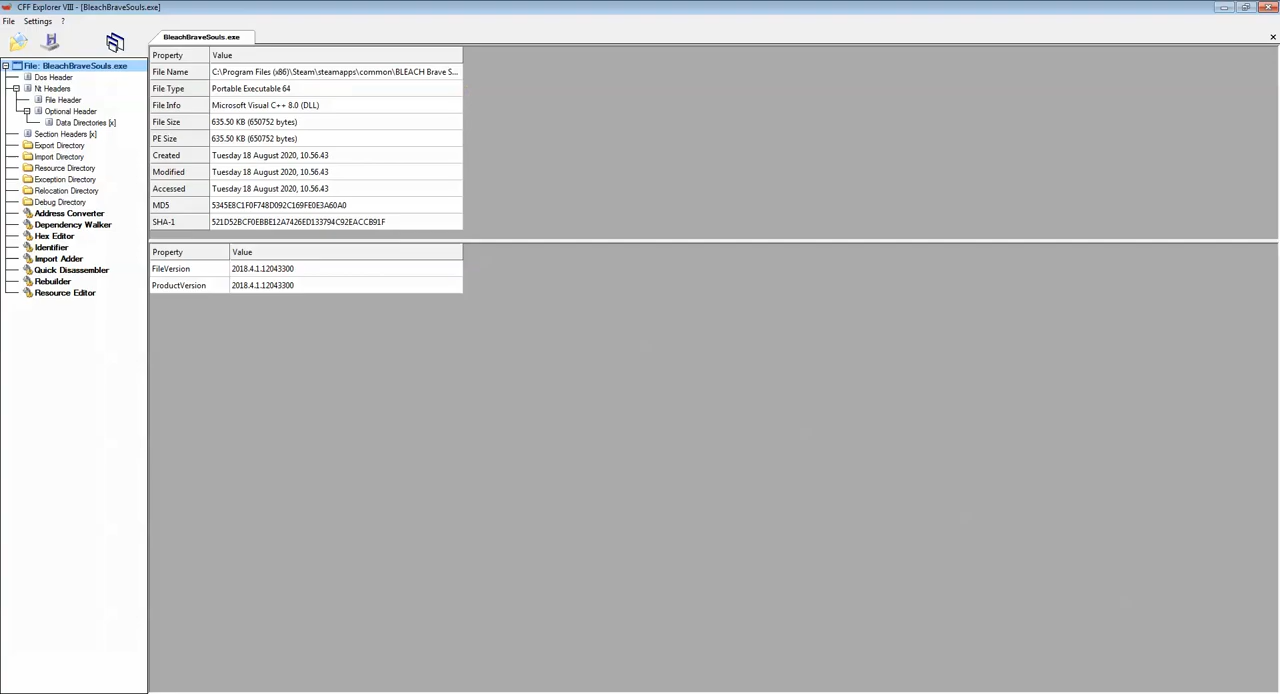 CFF Explorer VIII - [BleachBraveSouls.exe]
File Settings ?
BleachBraveSouls.exe
File: BleachBraveSouls.exe
Dos Header
Nt Headers
File Header
Optional Header
Data Directories [x]
Section Headers [x]
Export Directory
Import Directory
Resource Directory
Exception Directory
Relocation Directory
Debug Directory
Address Converter
Dependency Walker
Hex Editor
Identifier
Import Adder
Quick Disassembler
Rebuilder
Resource Editor
Property Value
File Name C:\Program Files (x86)\Steam\steamapps\common\BLEACH Brave S...
File Type Portable Executable 64
File Info Microsoft Visual C++ 8.0 (DLL)
File Size 635.50 KB (650752 bytes)
PE Size 635.50 KB (650752 bytes)
Created Tuesday 18 August 2020, 10.56.43
Modified Tuesday 18 August 2020, 10.56.43
Accessed Tuesday 18 August 2020, 10.56.43
MD5 5345E8C1F0F748D092C169FE0E3A60A0
SHA-1 521D52BCF0EBBE12A7426ED133794C92EACCB91F
Property Value
FileVersion 2018.4.1.12043300
ProductVersion 2018.4.1.12043300